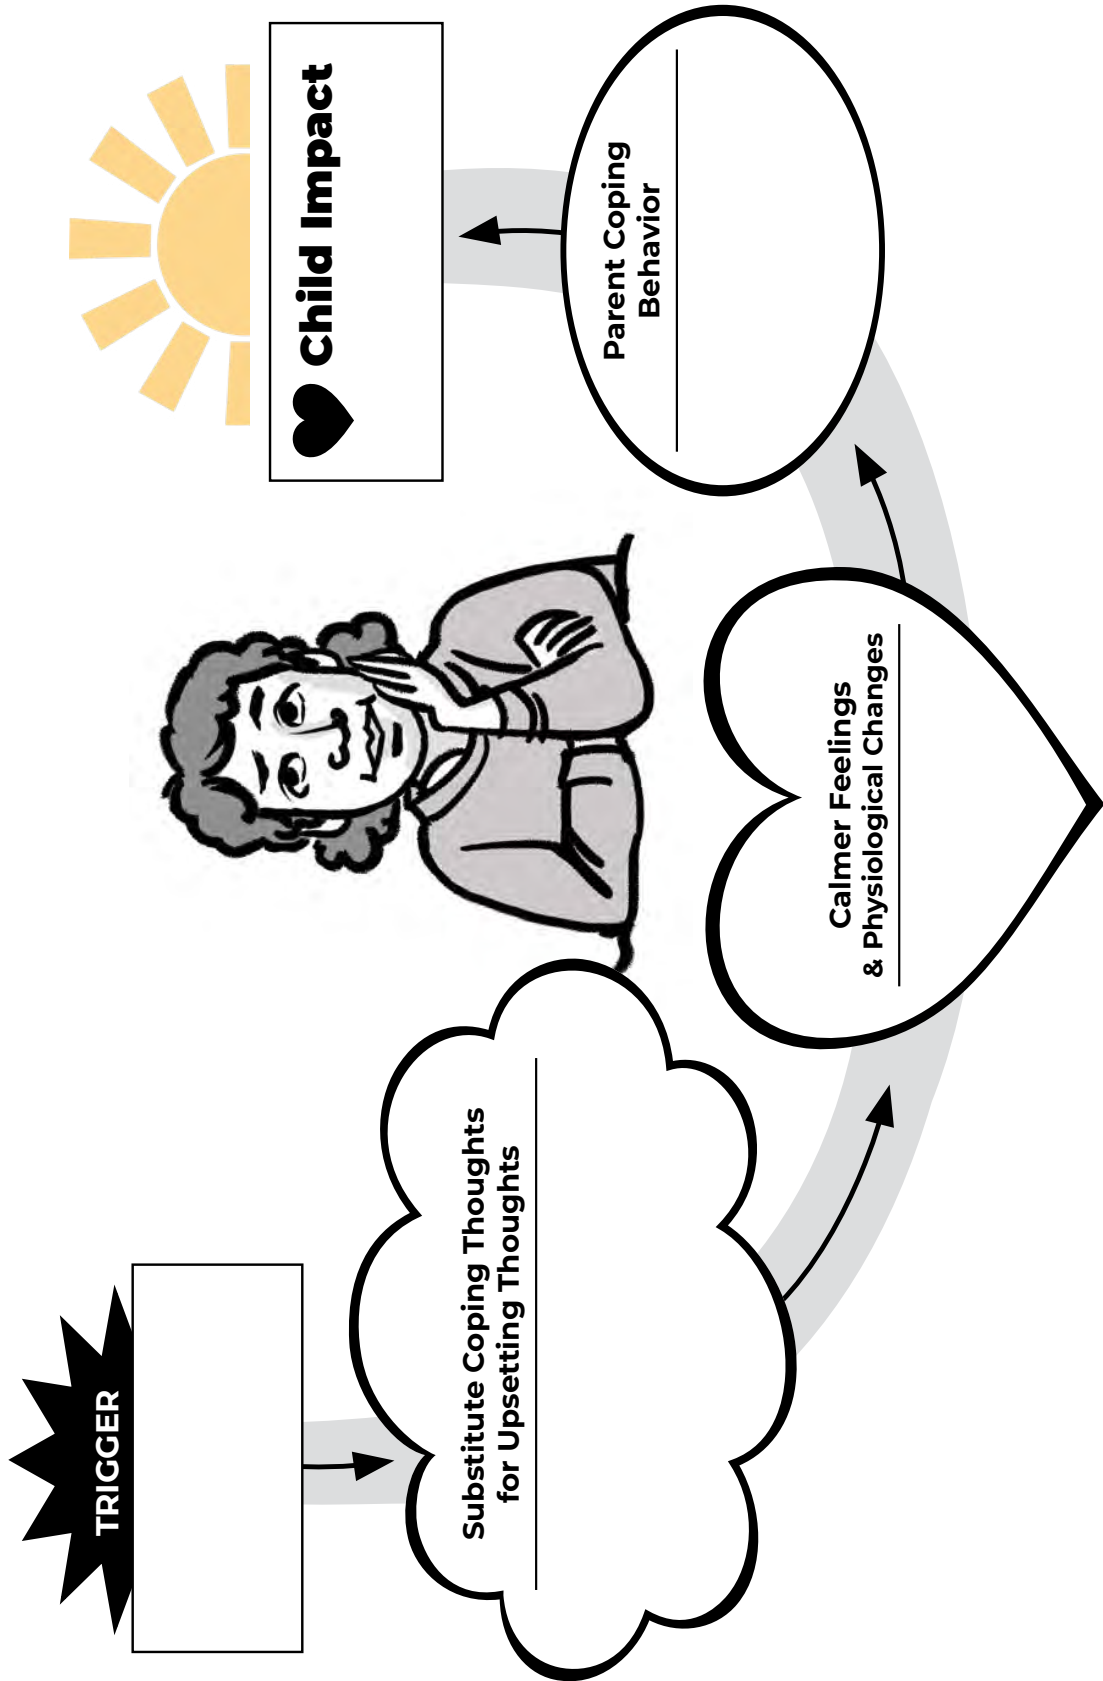 TRIGGER
Substitute Coping Thoughts
for Upsetting Thoughts
Calmer Feelings
& Physiological Changes
Parent Coping
Behavior
Child Impact